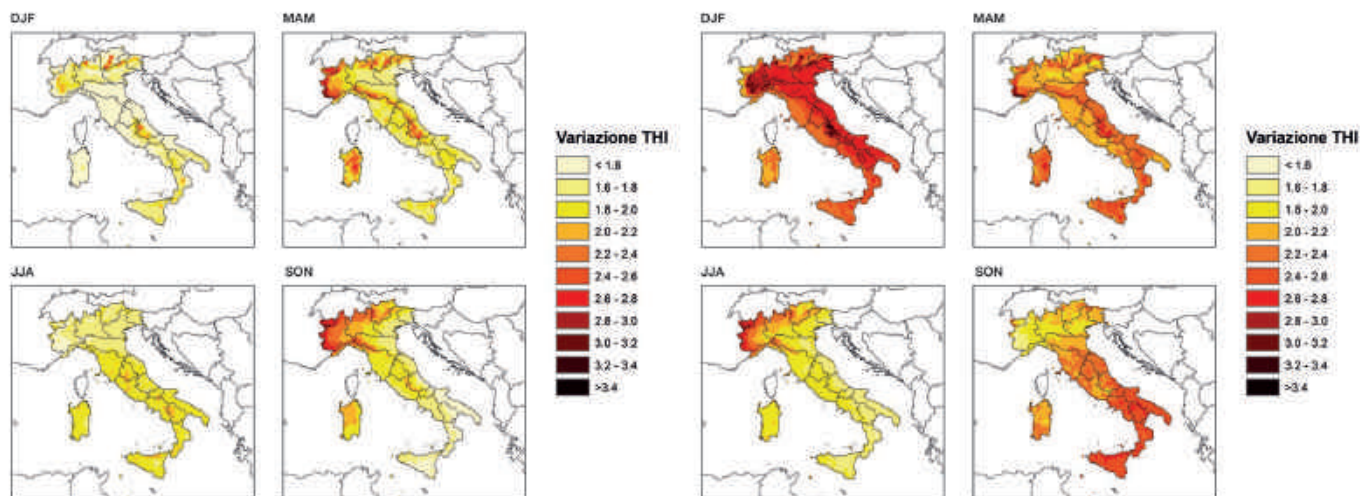 DJF
MAM
JJA
SON
Variazione THI
< 1.6
1.6 - 1.8
1.8 - 2.0
2.0 - 2.2
2.2 - 2.4
2.4 - 2.6
2.6 - 2.8
2.8 - 3.0
3.0 - 3.2
3.2 - 3.4
>3.4
DJF
MAM
JJA
SON
Variazione THI
< 1.6
1.6 - 1.8
1.8 - 2.0
2.0 - 2.2
2.2 - 2.4
2.4 - 2.6
2.6 - 2.8
2.8 - 3.0
3.0 - 3.2
3.2 - 3.4
>3.4